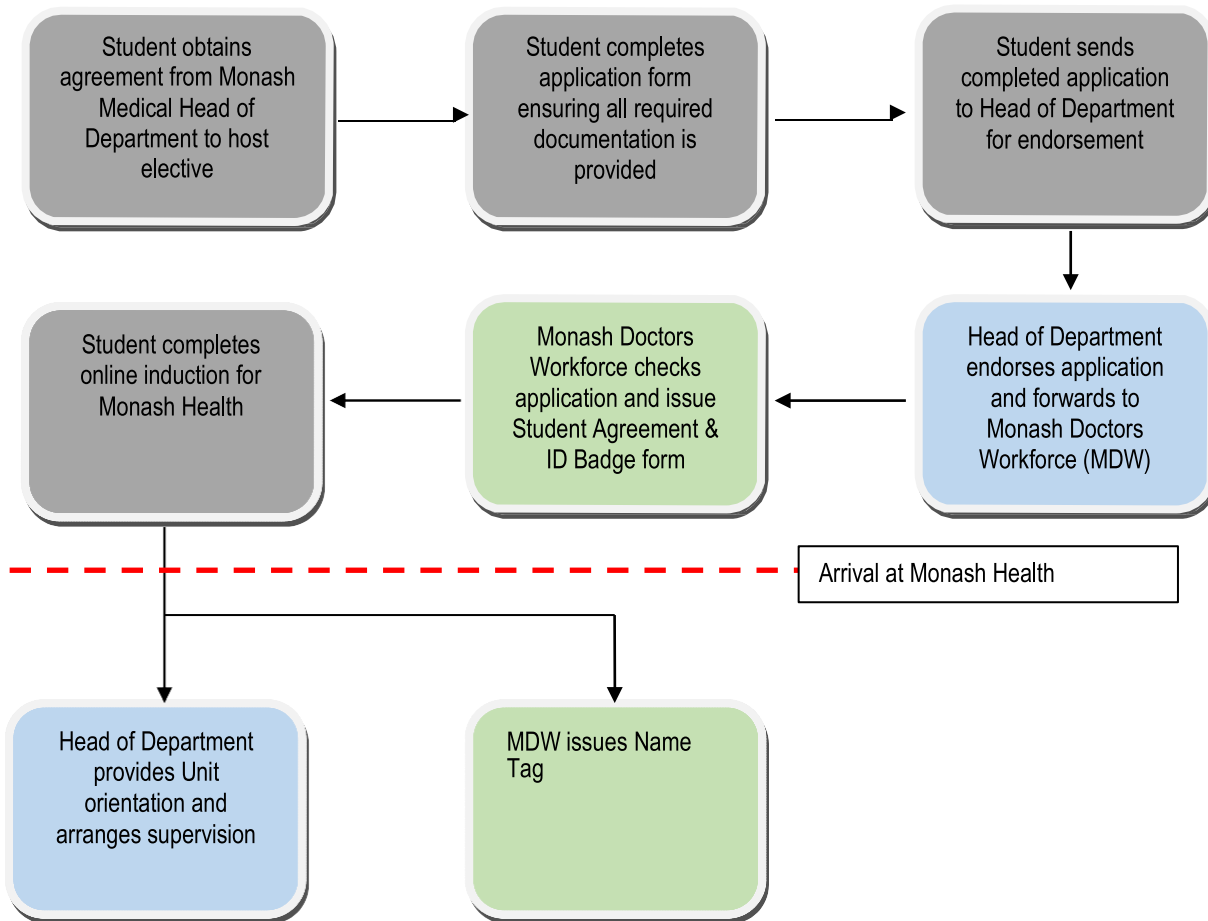 Student obtains
agreement from Monash
Medical Head of
Department to host
elective
Student completes
application form
ensuring all required
documentation is
provided
Student sends
completed application
to Head of Department
for endorsement
Head of Department
endorses application
and forwards to
Monash Doctors
Workforce (MDW)
Monash Doctors
Workforce checks
application and issue
Student Agreement &
ID Badge form
Student completes
online induction for
Monash Health
Arrival at Monash Health
Head of Department
provides Unit
orientation and
arranges supervision
MDW issues Name
Tag